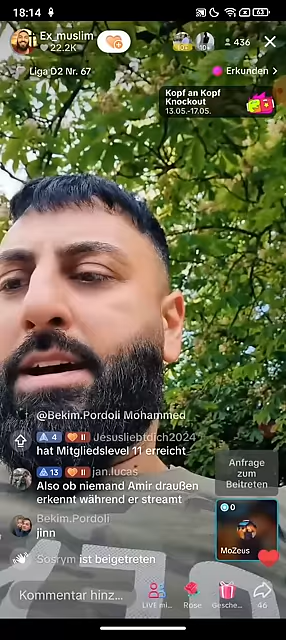 18:14
63
Ex_muslim
22.2K
10+
436
Liga D2 Nr. 67
Erkunden >
Kopf an Kopf
Knockout
13.05.-17.05.
@Bekim.Pordoli Mohammed
4 II Jesusliebtdich2024
hat Mitgliedslevel 11 erreicht
13 II jan.lucas
Also ob niemand Amir draußen
erkennt während er streamt
Bekim.Pordoli
jinn
Sosrym ist beigetreten
Anfrage
zum
Beitreten
0
MoZeus
Kommentar hinz...
LIVE mi...
Rose
Gesche...
46